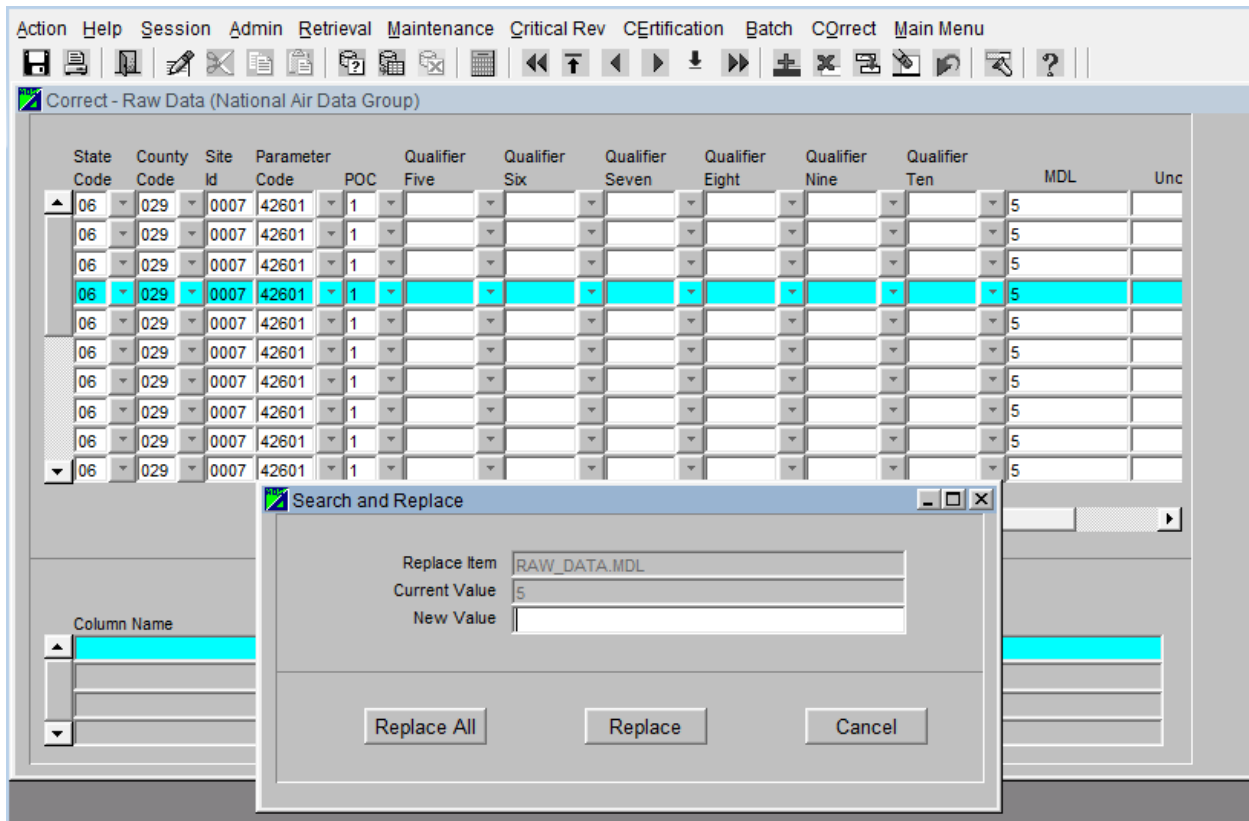 Action Help Session Admin Retrieval Maintenance Critical Rev CErtification Batch COrrect Main Menu
Correct - Raw Data (National Air Data Group)
State County Site Parameter Qualifier Qualifier Qualifier Qualifier Qualifier Qualifier
Code Code Id Code POC Five Six Seven Eight Nine Ten MDL Unc
06 029 0007 42601 1 5
06 029 0007 42601 1 5
06 029 0007 42601 1 5
06 029 0007 42601 1 5
06 029 0007 42601 1 5
06 029 0007 42601 1 5
06 029 0007 42601 1 5
06 029 0007 42601 1 5
06 029 0007 42601 1 5
06 029 0007 42601 1 5
Search and Replace
Replace Item RAW_DATA.MDL
Current Value 5
New Value
Column Name
Replace All Replace Cancel